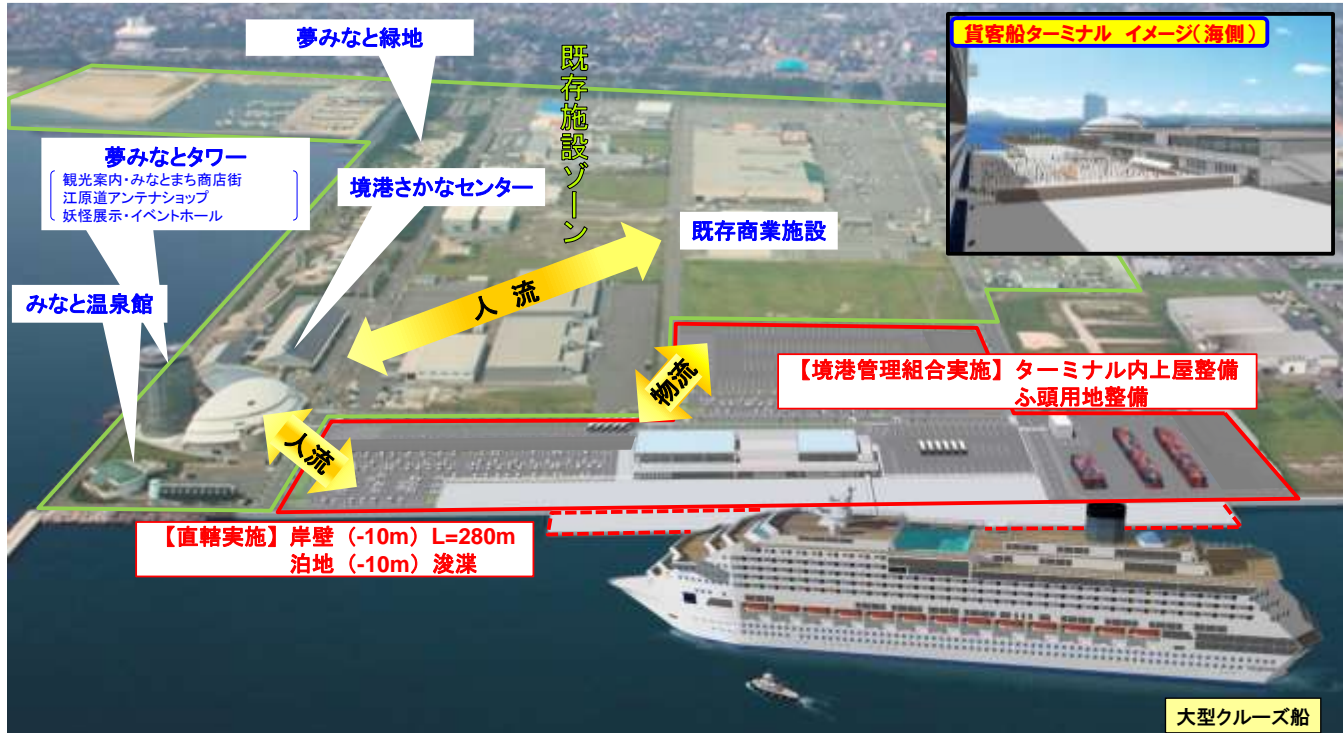 夢みなと緑地
既存施設ゾーン
貨客船ターミナル イメージ(海側)
夢みなとタワー
観光案内・みなとまち商店街
江原道アンテナショップ
妖怪展示・イベントホール
境港さかなセンター
既存商業施設
みなと温泉館
人流
物流
人流
【境港管理組合実施】ターミナル内上屋整備
ふ頭用地整備
【直轄実施】岸壁(-10m)L=280m
泊地(-10m)浚渫
大型クルーズ船